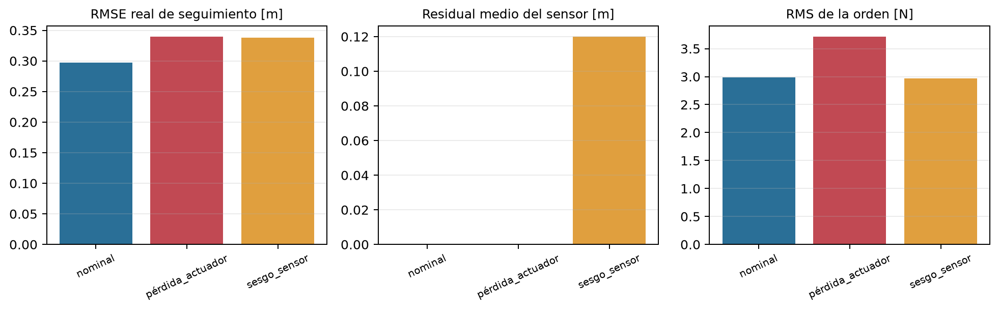 RMSE real de seguimiento [m]
0.35
0.30
0.25
0.20
0.15
0.10
0.05
0.00
nominal
pérdida_actuador
sesgo_sensor
Residual medio del sensor [m]
0.12
0.10
0.08
0.06
0.04
0.02
0.00
nominal
pérdida_actuador
sesgo_sensor
RMS de la orden [N]
3.5
3.0
2.5
2.0
1.5
1.0
0.5
0.0
nominal
pérdida_actuador
sesgo_sensor